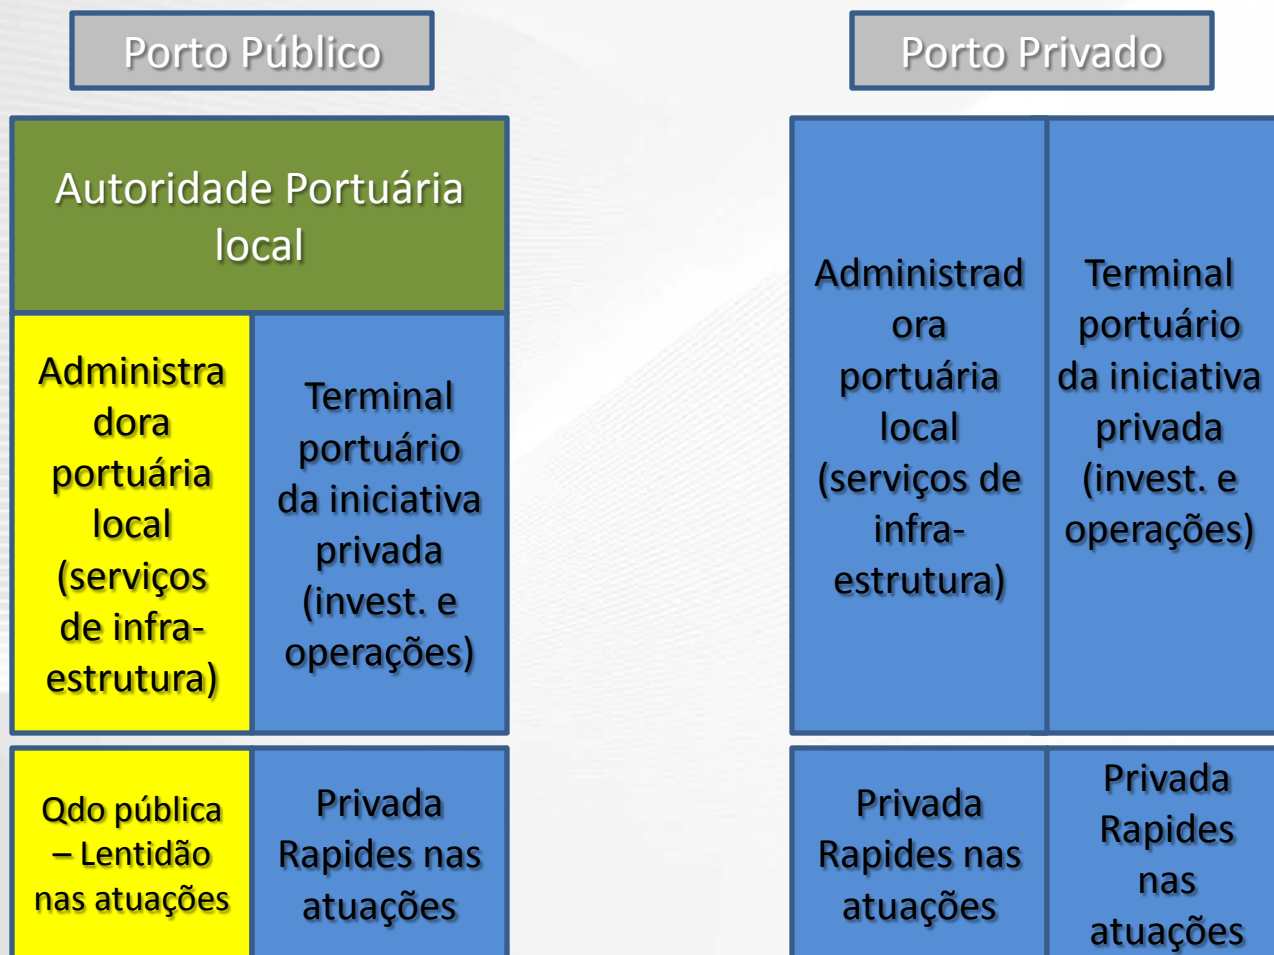 Porto Público
Autoridade Portuária
local
Administra
dora
portuária
local
(serviços
de infra-
estrutura)
Terminal
portuário
da iniciativa
privada
(invest. e
operações)
Qdo pública
– Lentidão
nas atuações
Privada
Rapides nas
atuações
Porto Privado
Administrad
ora
portuária
local
(serviços de
infra-
estrutura)
Terminal
portuário
da iniciativa
privada
(invest. e
operações)
Privada
Rapides nas
atuações
Privada
Rapides
nas
atuações